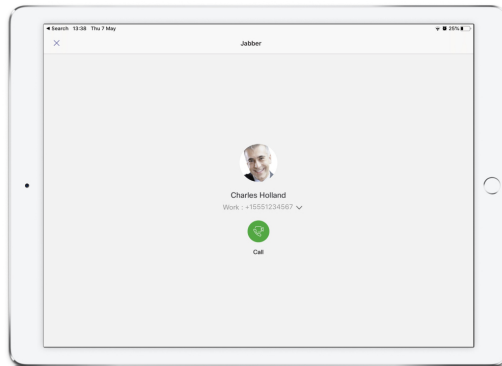 ◀ Search 13:38 Thu 7 May 25%
Jabber
Charles Holland
Work : +15551234567
Call